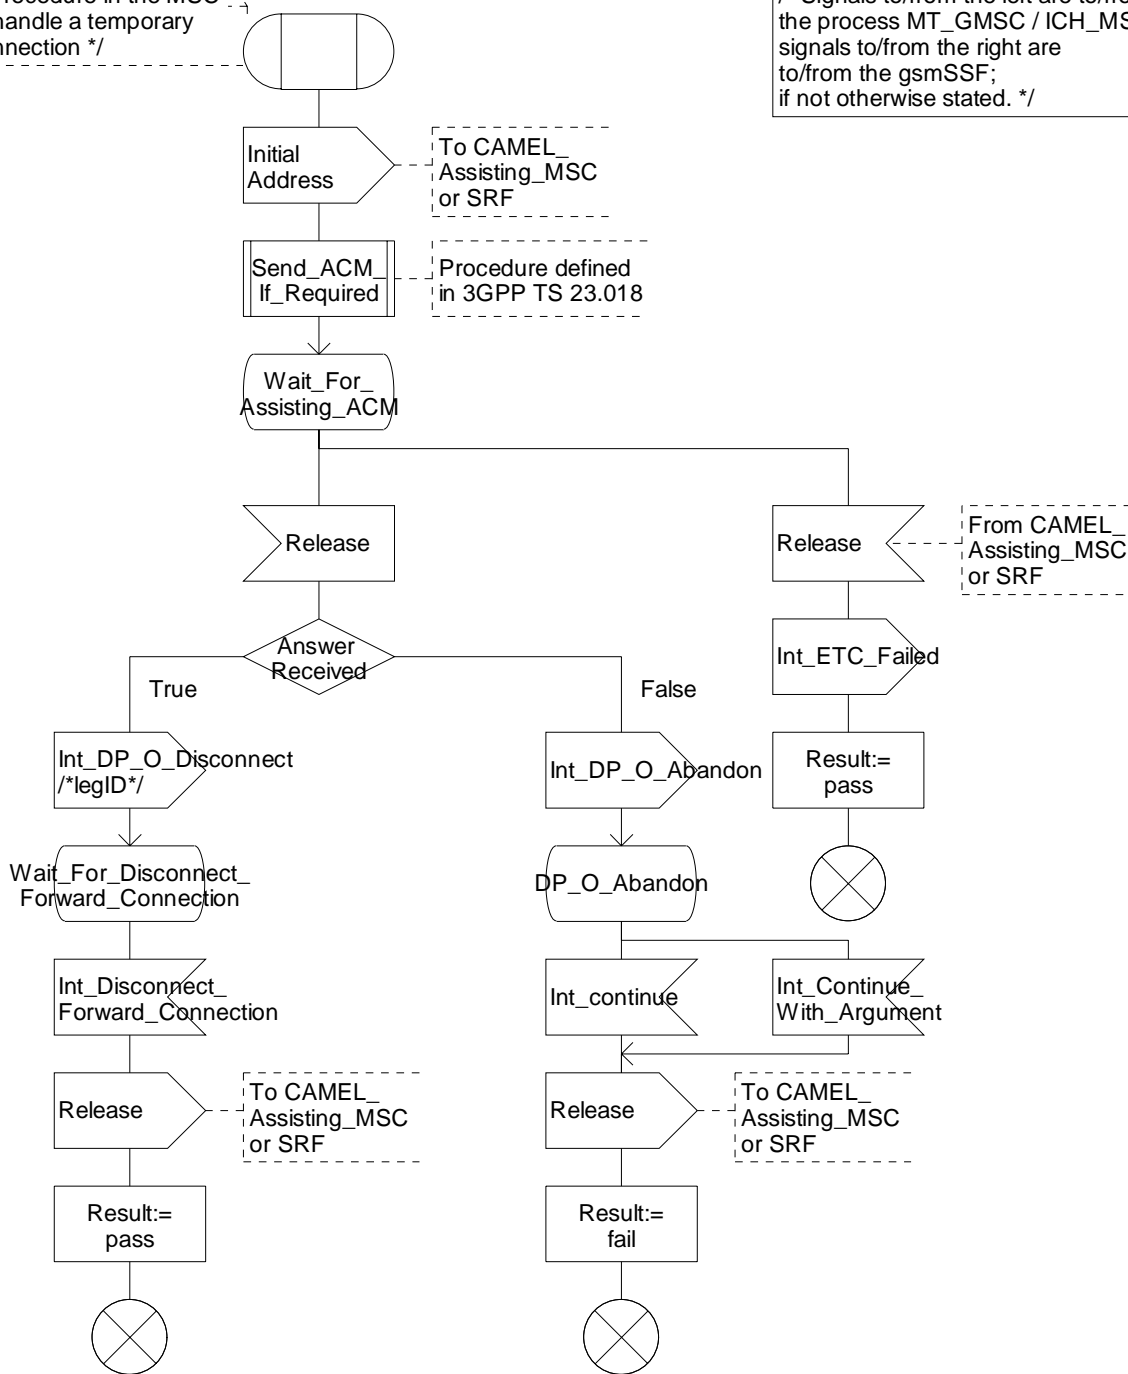 Procedure in the MSC
handle a temporary
nnection */
/* Signals to/from the left are to/fro
the process MT_GMSC / ICH_MS
signals to/from the right are
to/from the gsmSSF;
if not otherwise stated. */
Initial
Address
To CAMEL_
Assisting_MSC
or SRF
Send_ACM_
If_Required
Procedure defined
in 3GPP TS 23.018
Wait_For_
Assisting_ACM
Release
Release
From CAMEL_
Assisting_MSC
or SRF
Answer
Received
True
False
Int_ETC_Failed
Int_DP_O_Disconnect
/*legID*/
Int_DP_O_Abandon
Result:=
pass
Wait_For_Disconnect_
Forward_Connection
DP_O_Abandon
Int_Disconnect_
Forward_Connection
Int_continue
Int_Continue_
With_Argument
Release
To CAMEL_
Assisting_MSC
or SRF
Release
To CAMEL_
Assisting_MSC
or SRF
Result:=
pass
Result:=
fail